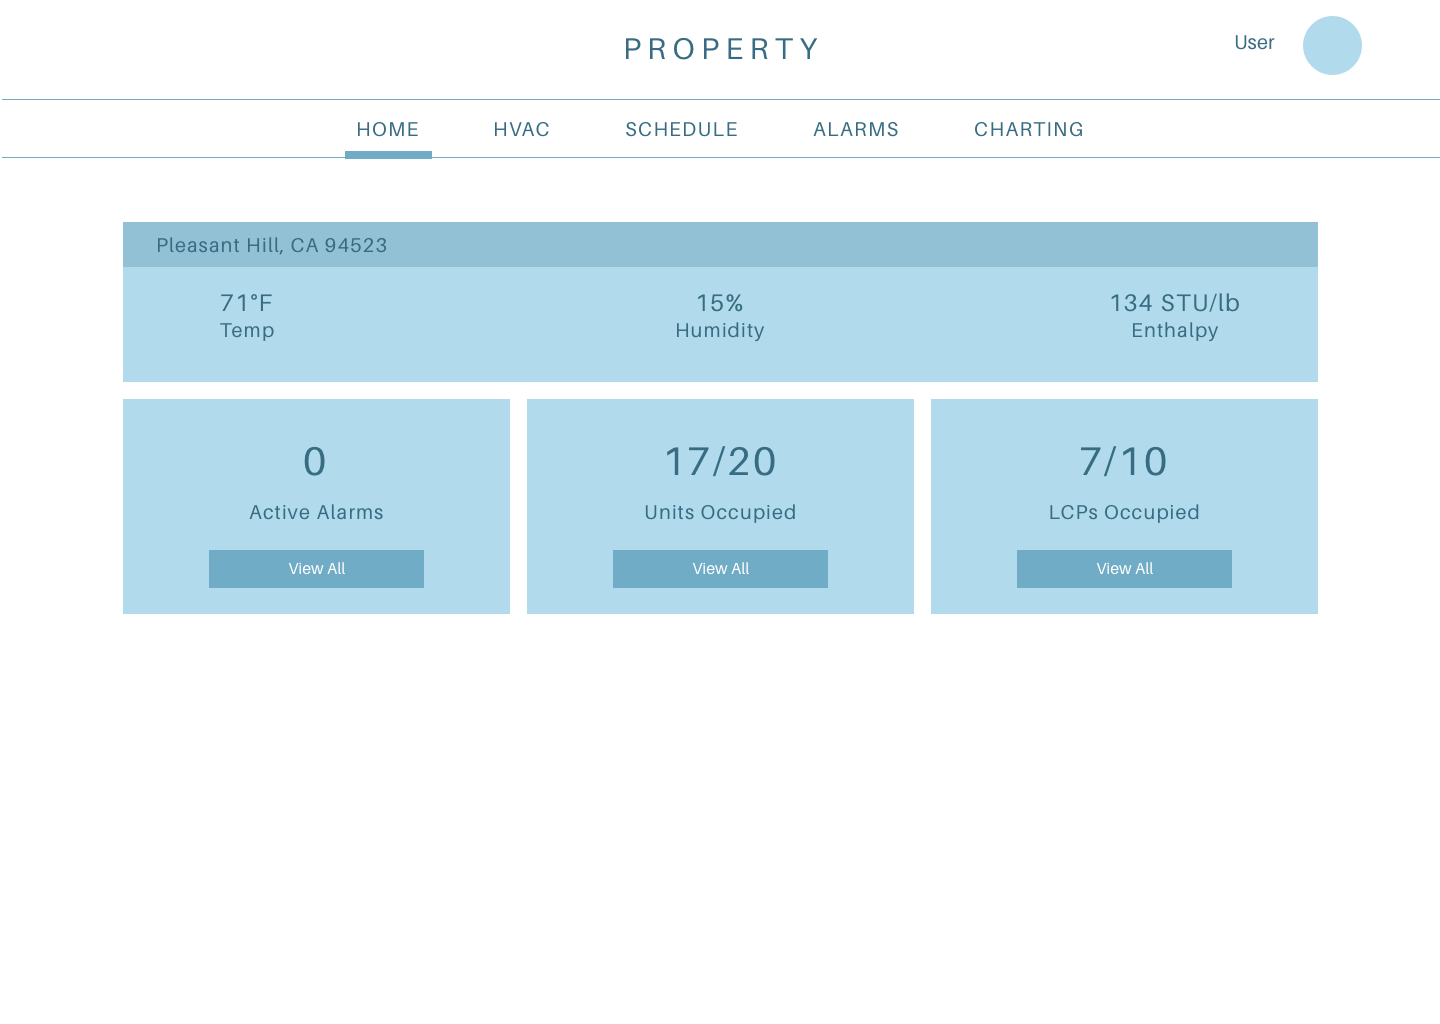 PROPERTY
User
HOME HVAC SCHEDULE ALARMS CHARTING
Pleasant Hill, CA 94523
71°F 15% 134 STU/lb
Temp Humidity Enthalpy
0 17/20 7/10
Active Alarms Units Occupied LCPs Occupied
View All View All View All